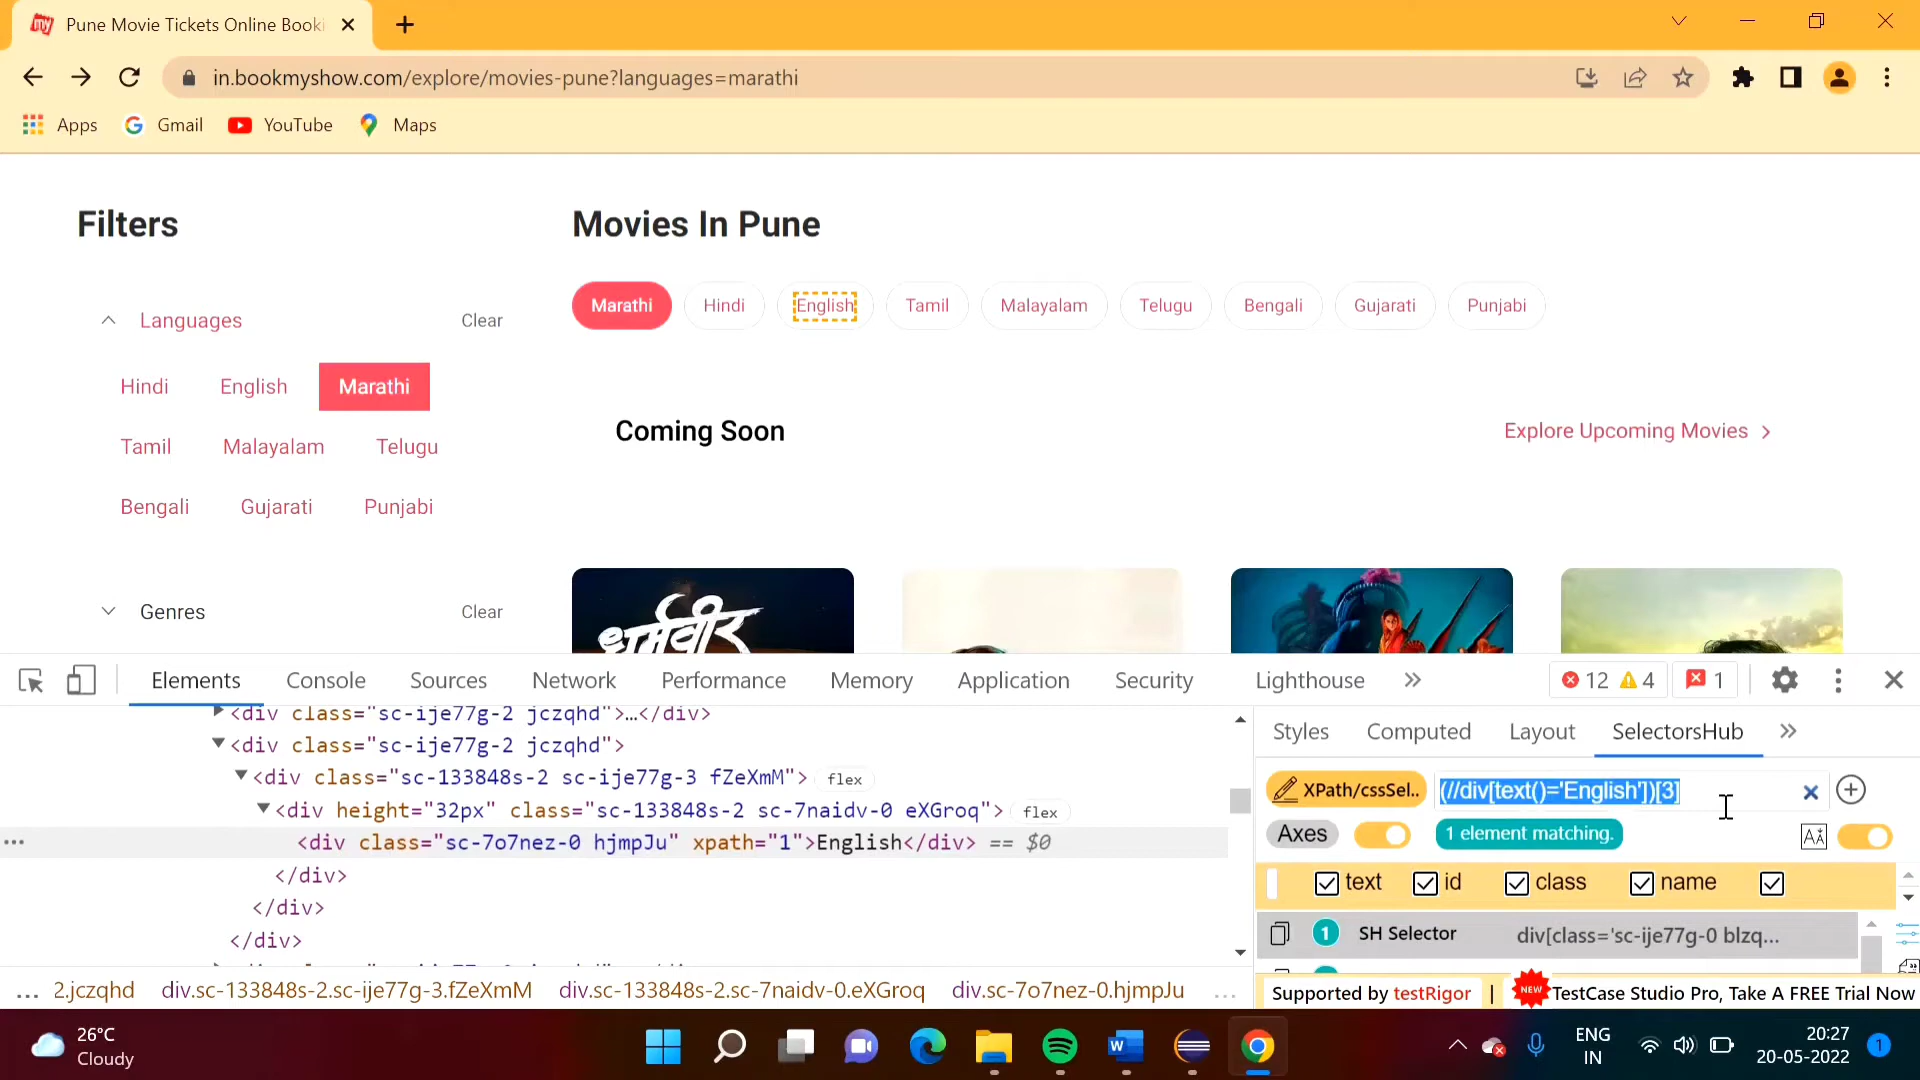 my Pune Movie Tickets Online Booki
in.bookmyshow.com/explore/movies-pune?languages=marathi
Apps Gmail YouTube Maps
Filters
Movies In Pune
Marathi Hindi English Tamil Malayalam Telugu Bengali Gujarati Punjabi
Languages Clear
Hindi English Marathi
Tamil Malayalam Telugu
Bengali Gujarati Punjabi
Coming Soon Explore Upcoming Movies
Genres Clear
धर्मवीर
Elements Console Sources Network Performance Memory Application Security Lighthouse 12 4 1
<div class="sc-ije77g-2 jczqhd">…</div>
<div class="sc-ije77g-2 jczqhd">
<div class="sc-133848s-2 sc-ije77g-3 fZeXmM"> flex
<div height="32px" class="sc-133848s-2 sc-7naidv-0 eXGroq"> flex
<div class="sc-7o7nez-0 hjmpJu" xpath="1">English</div> == $0
</div>
</div>
</div>
... 2.jczqhd div.sc-133848s-2.sc-ije77g-3.fZeXmM div.sc-133848s-2.sc-7naidv-0.eXGroq div.sc-7o7nez-0.hjmpJu ...
Styles Computed Layout SelectorsHub
XPath/cssSel.. (//div[text()='English'])[3]
Axes 1 element matching.
text id class name
1 SH Selector div[class='sc-ije77g-0 blzq...
Supported by testRigor | NEW TestCase Studio Pro, Take A FREE Trial Now
26°C
Cloudy
ENG
IN
20:27
20-05-2022
1